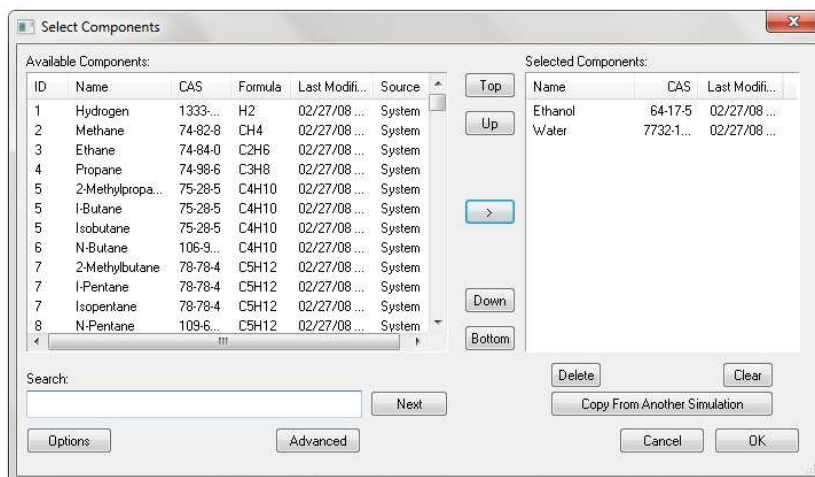 Select Components
Available Components:
ID Name CAS Formula Last Modifi... Source
1 Hydrogen 1333-... H2 02/27/08 ... System
2 Methane 74-82-8 CH4 02/27/08 ... System
3 Ethane 74-84-0 C2H6 02/27/08 ... System
4 Propane 74-98-6 C3H8 02/27/08 ... System
5 2-Methylpropa... 75-28-5 C4H10 02/27/08 ... System
5 I-Butane 75-28-5 C4H10 02/27/08 ... System
5 Isobutane 75-28-5 C4H10 02/27/08 ... System
6 N-Butane 106-9... C4H10 02/27/08 ... System
7 2-Methylbutane 78-78-4 C5H12 02/27/08 ... System
7 I-Pentane 78-78-4 C5H12 02/27/08 ... System
7 Isopentane 78-78-4 C5H12 02/27/08 ... System
8 N-Pentane 109-6... C5H12 02/27/08 ... System
Top
Up
>
Down
Bottom
Selected Components:
Name CAS Last Modifi...
Ethanol 64-17-5 02/27/08 ...
Water 7732-1... 02/27/08 ...
Search:
Next
Options
Advanced
Delete
Clear
Copy From Another Simulation
Cancel
OK